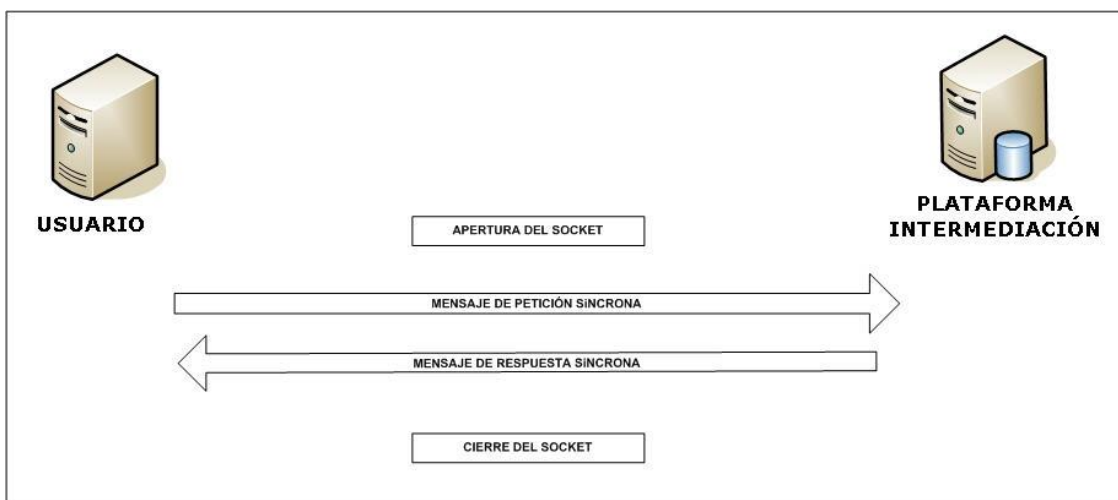 USUARIO
PLATAFORMA
INTERMEDIACIÓN
APERTURA DEL SOCKET
MENSAJE DE PETICIÓN SíNCRONA
MENSAJE DE RESPUESTA SíNCRONA
CIERRE DEL SOCKET